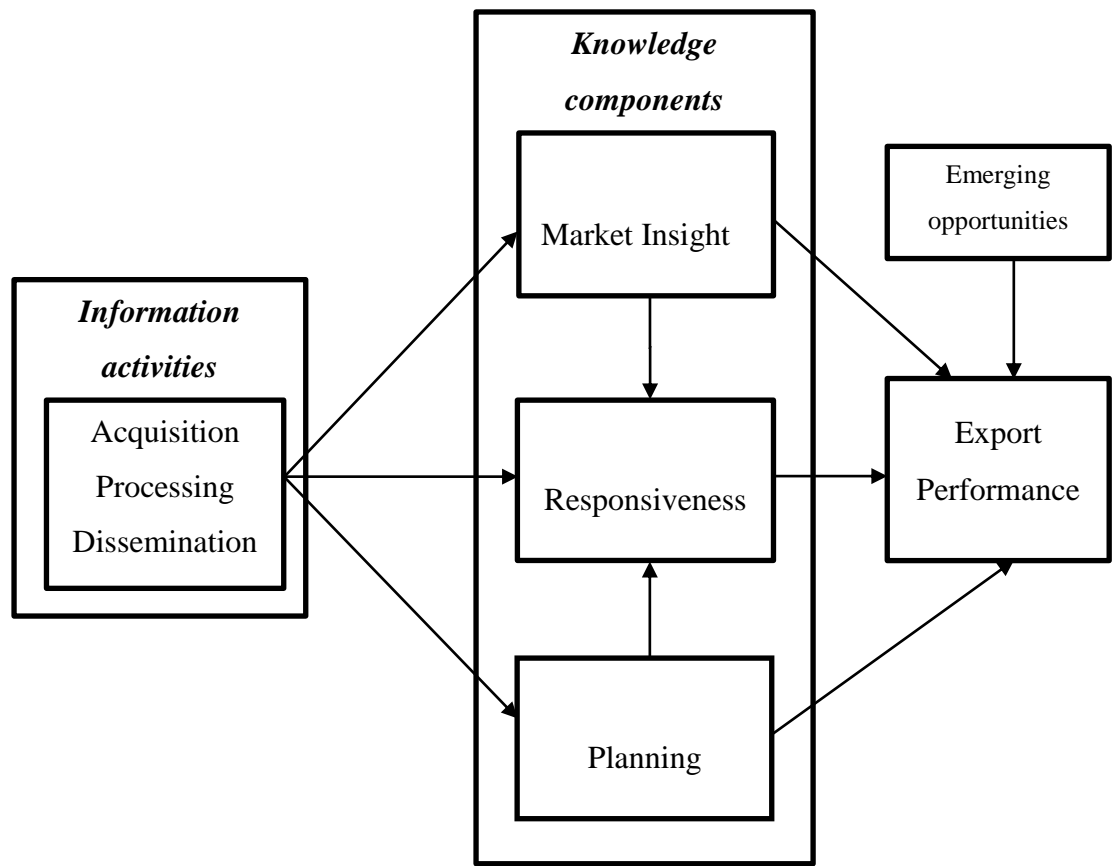 Information
activities
Acquisition
Processing
Dissemination
Knowledge
components
Market Insight
Responsiveness
Planning
Emerging
opportunities
Export
Performance